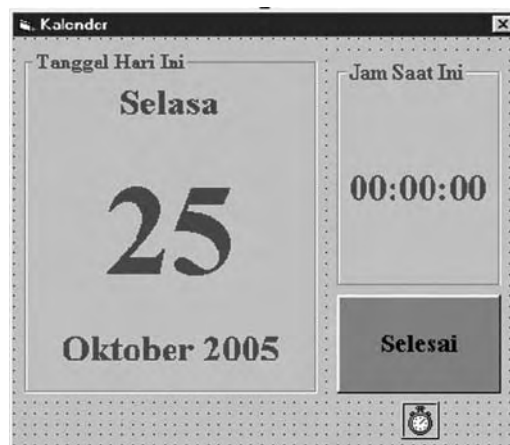 Kalender
Tanggal Hari Ini
Selasa
25
Oktober 2005
Jam Saat Ini
00:00:00
Selesai